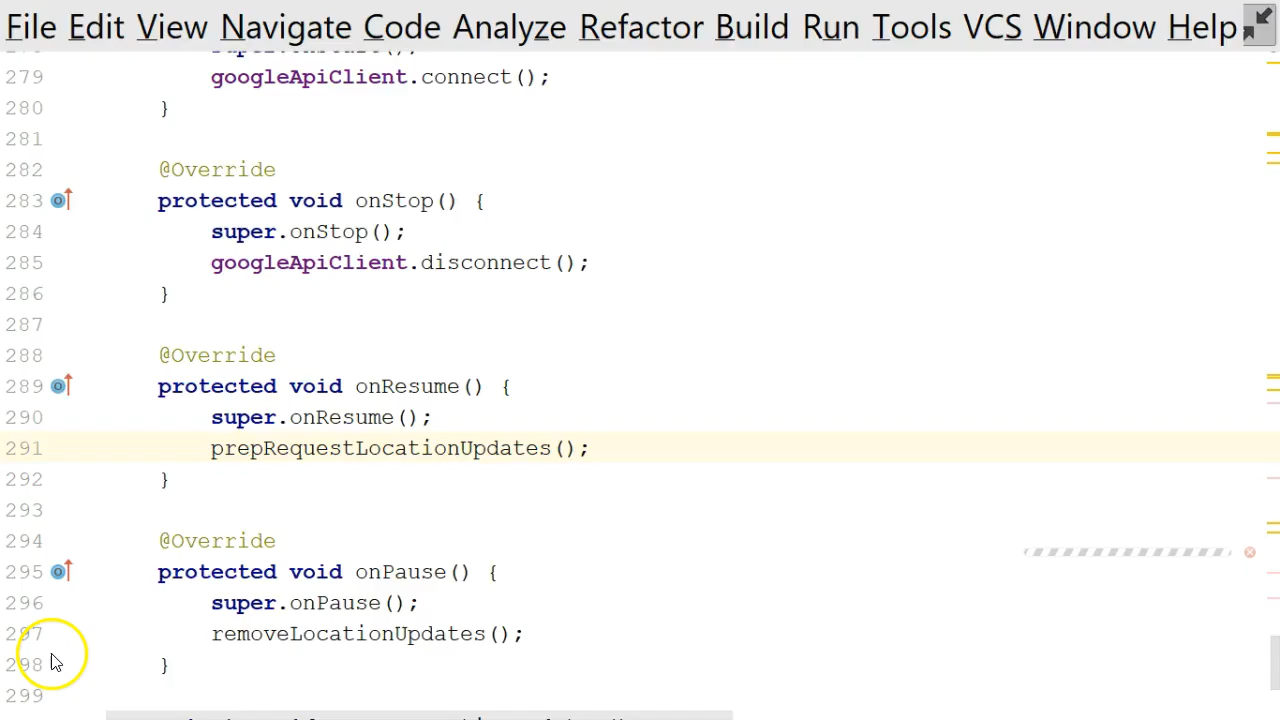 File Edit View Navigate Code Analyze Refactor Build Run Tools VCS Window Help
279 googleApiClient.connect();
280 }
281
282 @Override
283 protected void onStop() {
284 super.onStop();
285 googleApiClient.disconnect();
286 }
287
288 @Override
289 protected void onResume() {
290 super.onResume();
291 prepRequestLocationUpdates();
292 }
293
294 @Override
295 protected void onPause() {
296 super.onPause();
297 removeLocationUpdates();
298 }
299